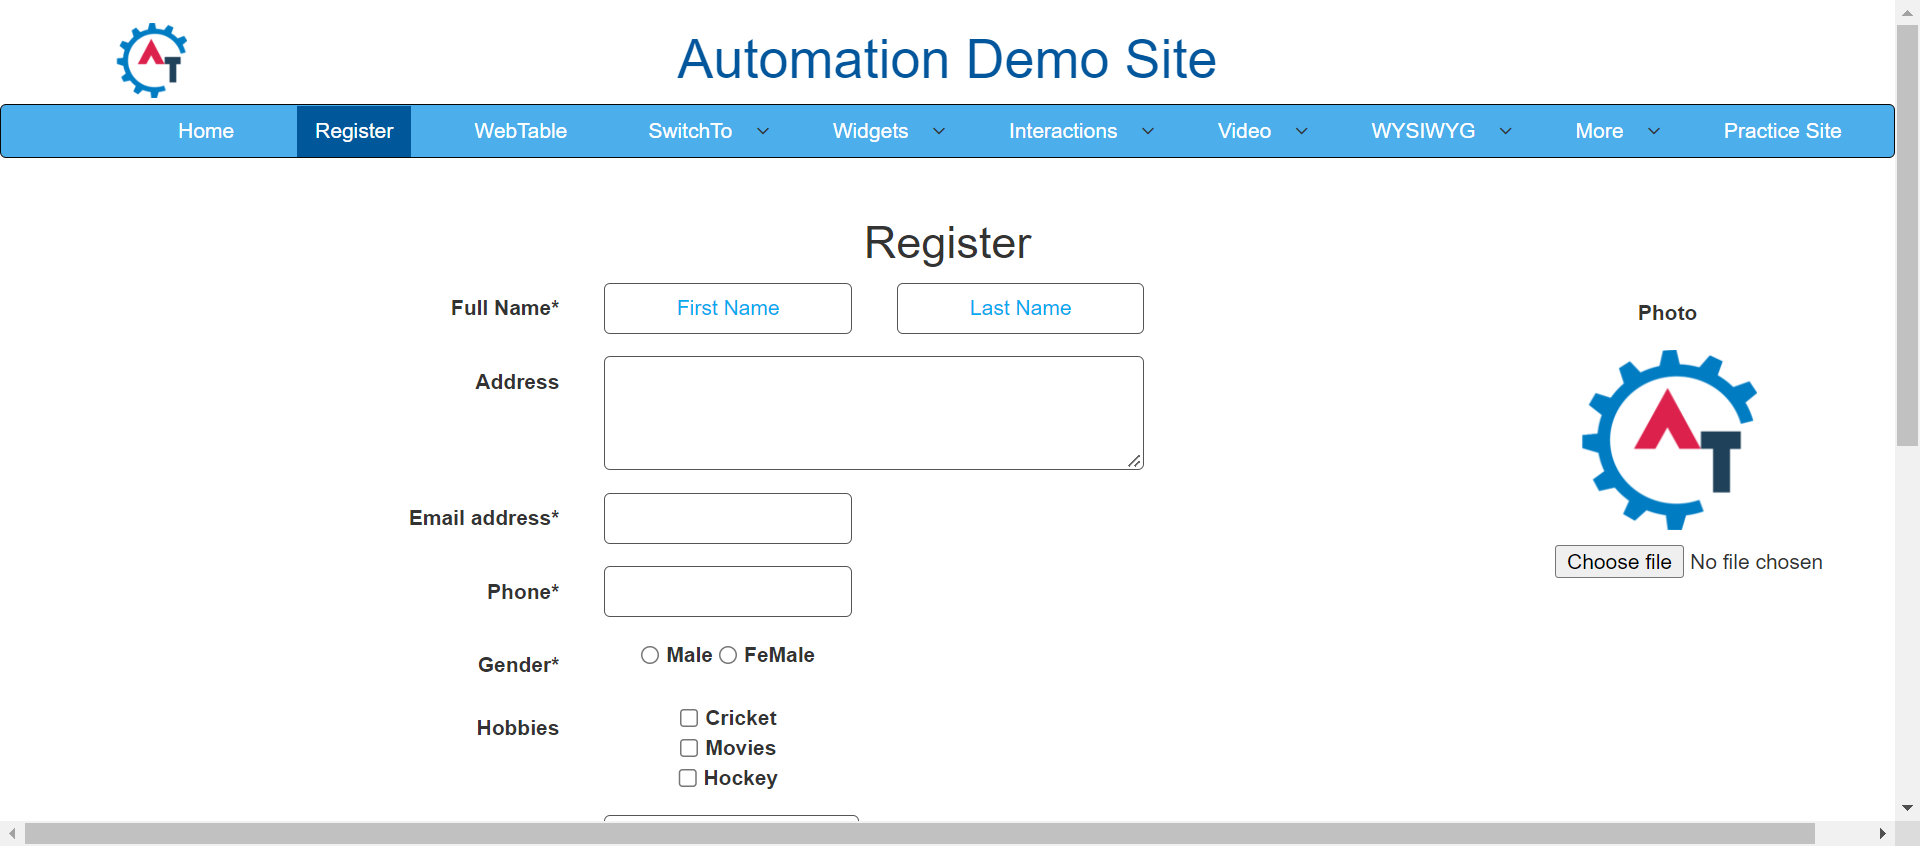 AT
Automation Demo Site
Home Register WebTable SwitchTo Widgets Interactions Video WYSIWYG More Practice Site
Register
Full Name* First Name Last Name
Photo
Address
AT
Email address*
Choose file No file chosen
Phone*
Gender* Male FeMale
Hobbies Cricket
Movies
Hockey